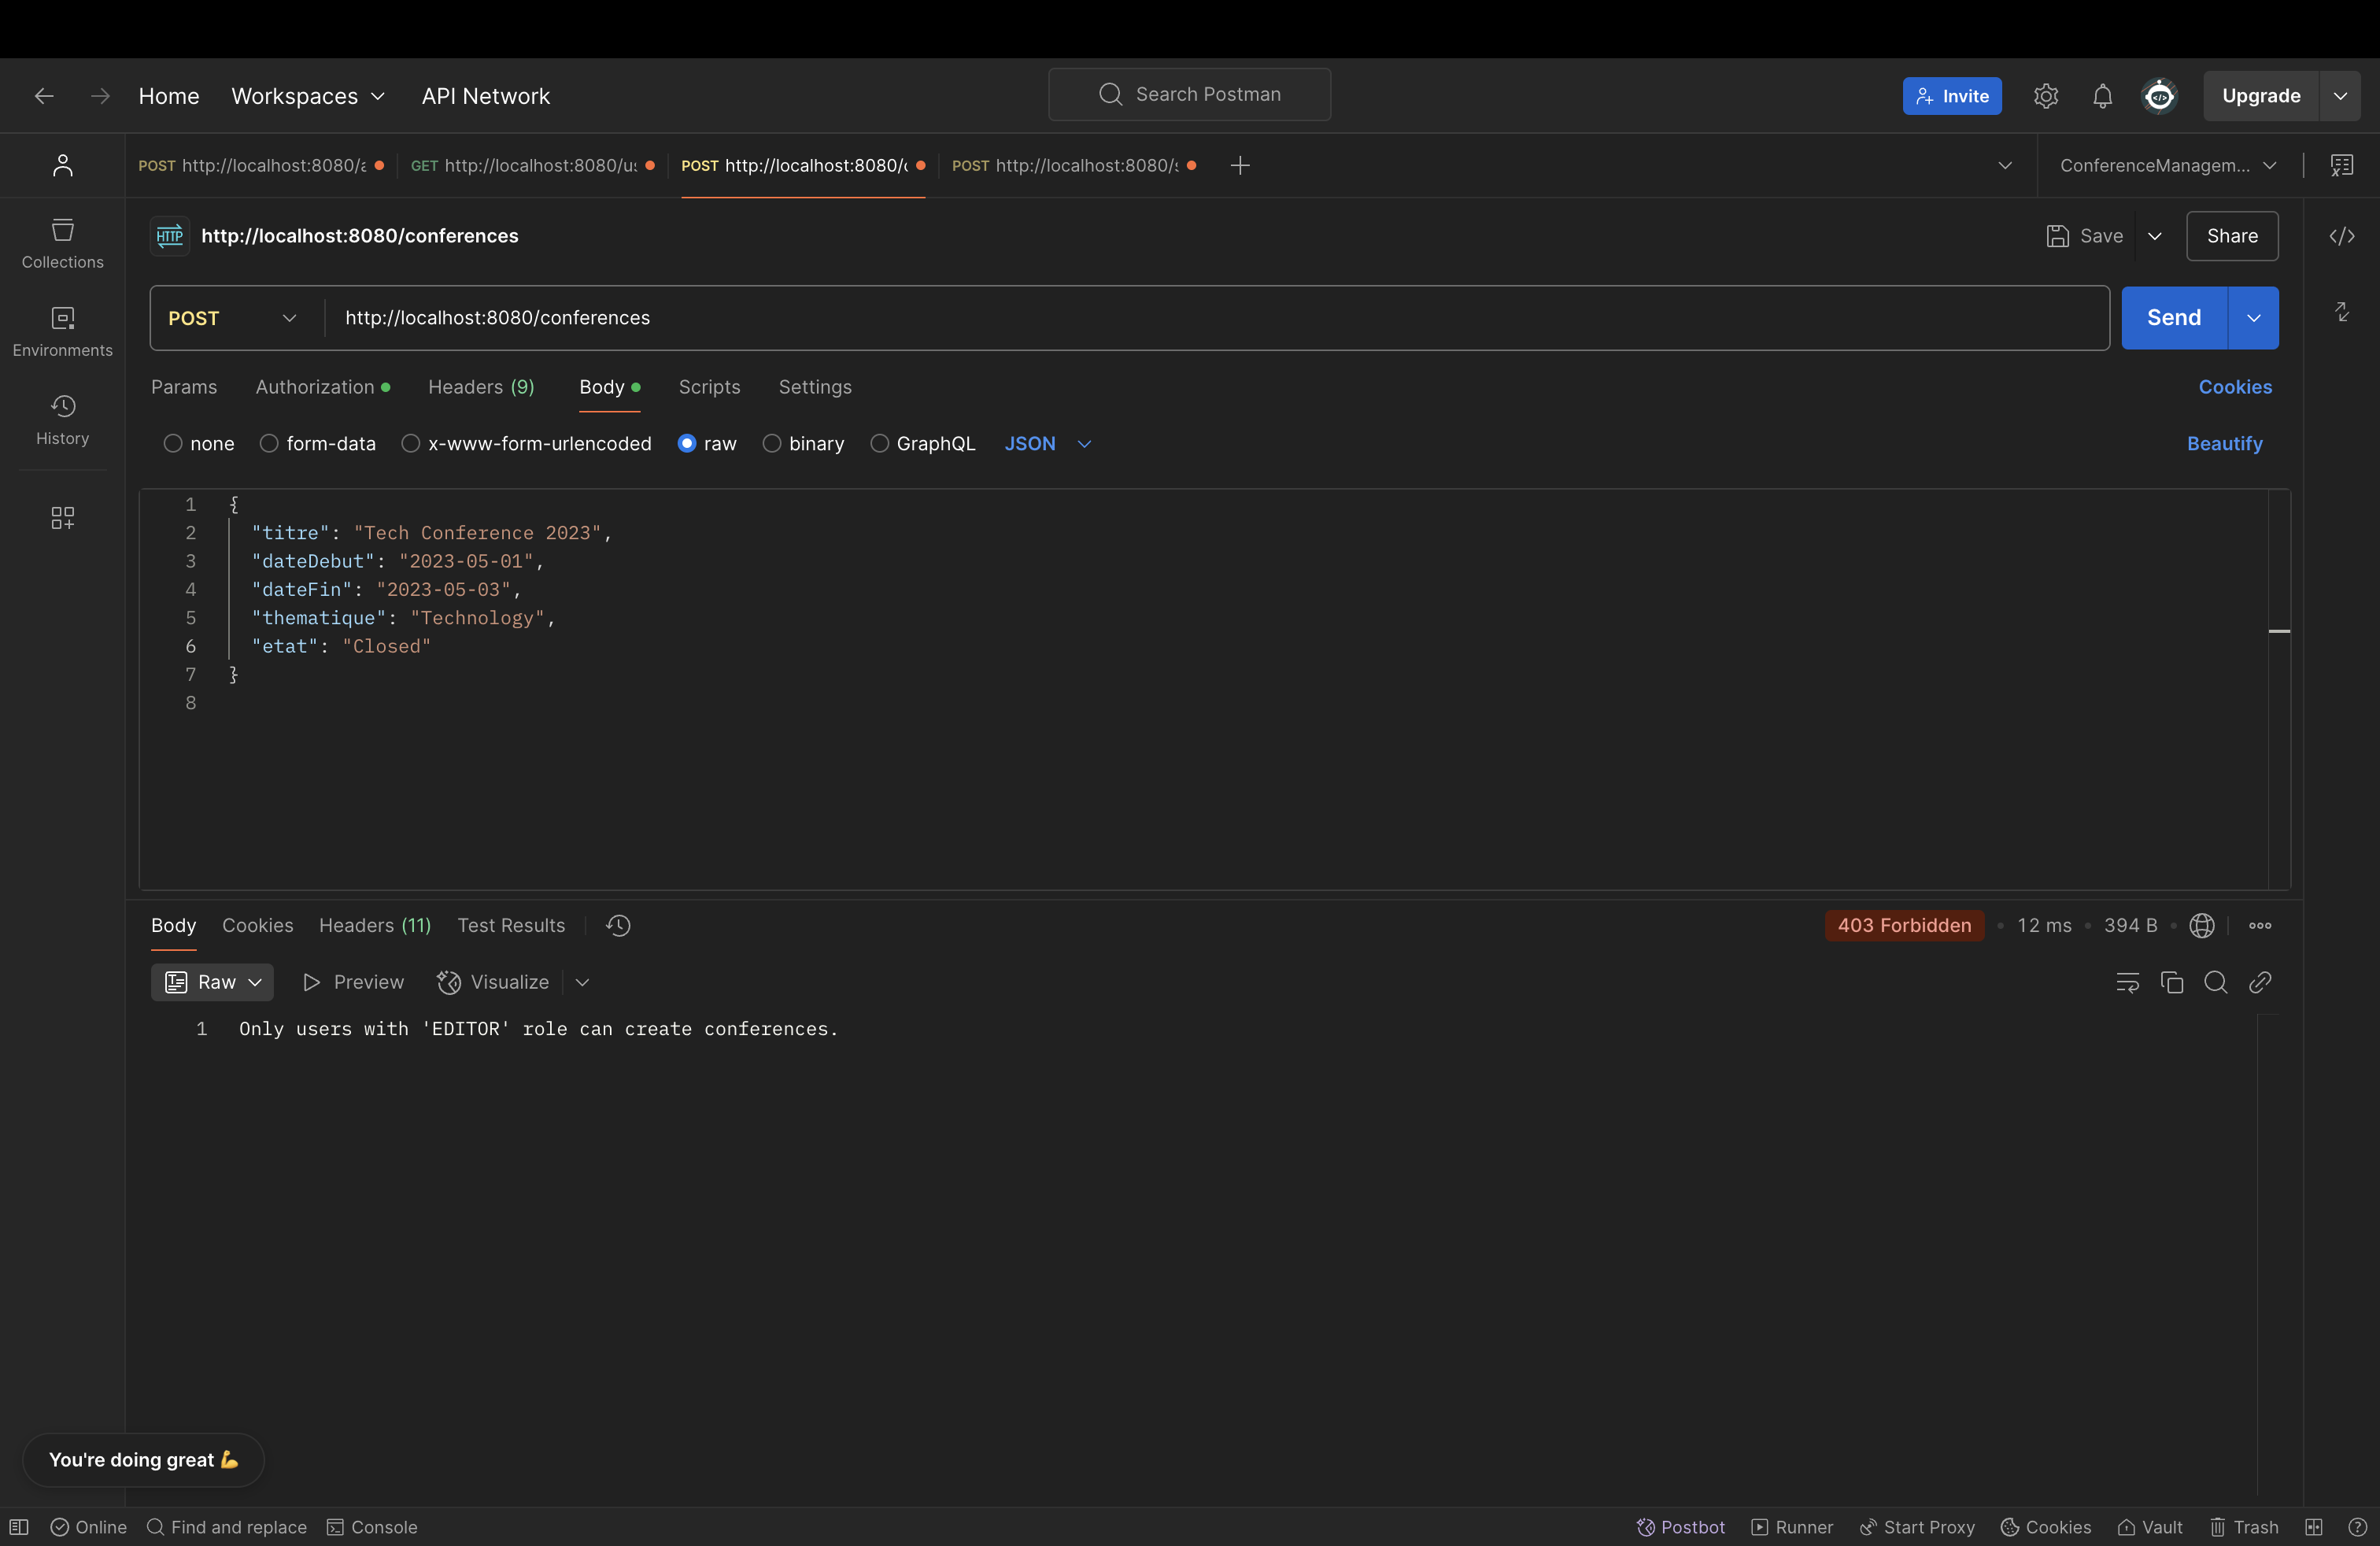 Home Workspaces API Network Search Postman Invite Upgrade
POST http://localhost:8080/ GET http://localhost:8080/ POST http://localhost:8080/ POST http://localhost:8080/ ConferenceManagem...
HTTP http://localhost:8080/conferences Save Share
POST http://localhost:8080/conferences Send
Params Authorization Headers (9) Body Scripts Settings Cookies
none form-data x-www-form-urlencoded raw binary GraphQL JSON Beautify
Collections
Environments
History
1 {
2 "titre": "Tech Conference 2023",
3 "dateDebut": "2023-05-01",
4 "dateFin": "2023-05-03",
5 "thematique": "Technology",
6 "etat": "Closed"
7 }
8
Body Cookies Headers (11) Test Results 403 Forbidden • 12 ms • 394 B •
Raw Preview Visualize
1 Only users with 'EDITOR' role can create conferences.
You're doing great 💪
Online Find and replace Console Postbot Runner Start Proxy Cookies Vault Trash